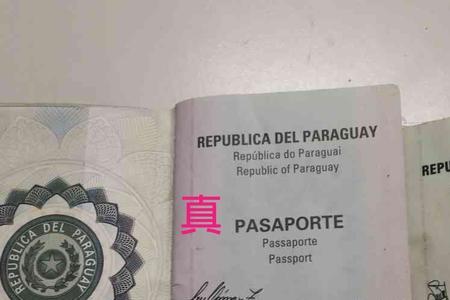 REPUBLICA DEL PARAGUAY
REPUBLICA DEL PARAGUAY
República do Paraguai
Republic of Paraguay
真
PASAPORTE
Passaporte
Passport